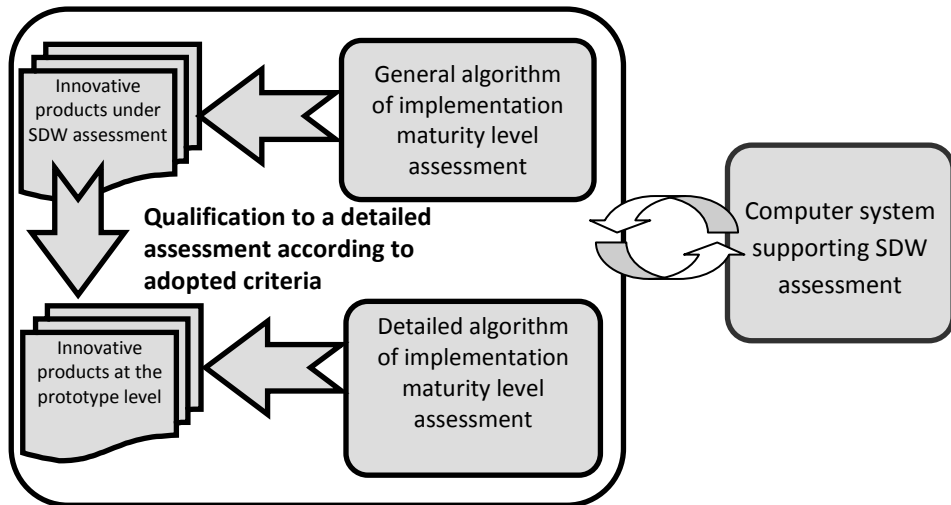 Innovative
products under
SDW assessment
General algorithm
of implementation
maturity level
assessment
Qualification to a detailed
assessment according to
adopted criteria
Computer system
supporting SDW
assessment
Innovative
products at the
prototype level
Detailed algorithm
of implementation
maturity level
assessment